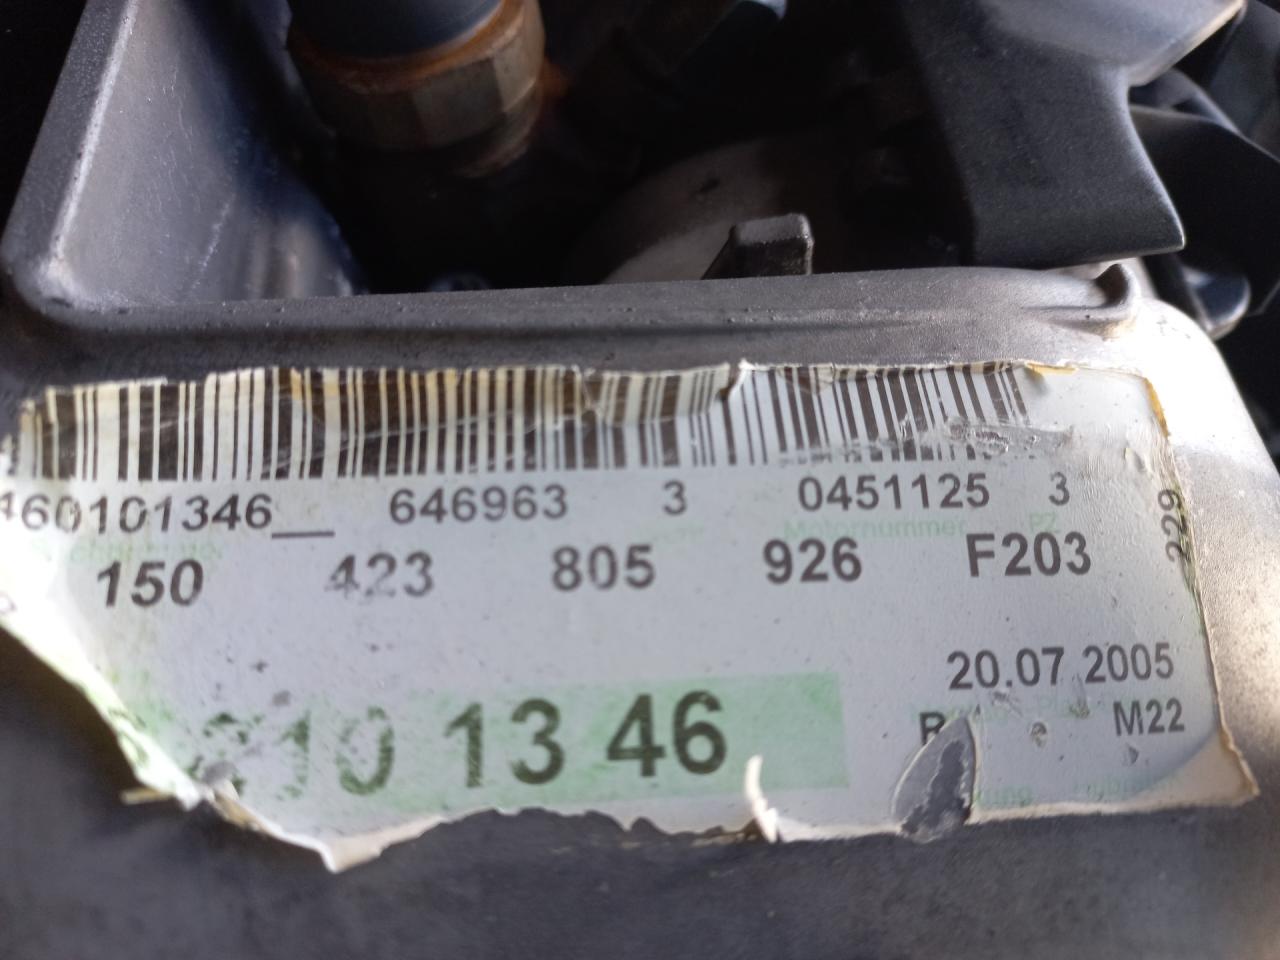 460101346__ 646963 3 0451125 3
Motornummer PZ
150 423 805 926 F203
229
20.07.2005
M22
13 46